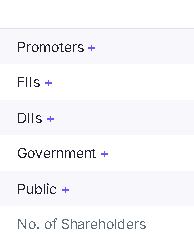 Promoters +
FIIs +
DIIs +
Government +
Public +
No. of Shareholders